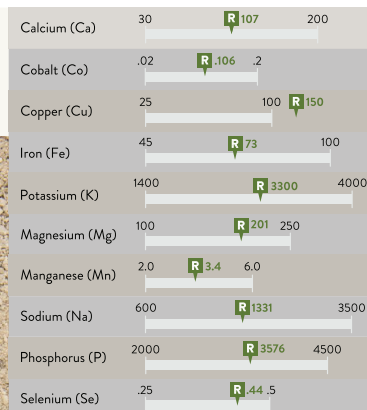 30 R 107 200
Calcium (Ca)
.02 R .106 .2
Cobalt (Co)
25 100 R 150
Copper (Cu)
45 R 73 100
Iron (Fe)
1400 R 3300 4000
Potassium (K)
100 R 201 250
Magnesium (Mg)
2.0 R 3.4 6.0
Manganese (Mn)
600 R 1331 3500
Sodium (Na)
2000 R 3576 4500
Phosphorus (P)
.25 R .44 .5
Selenium (Se)